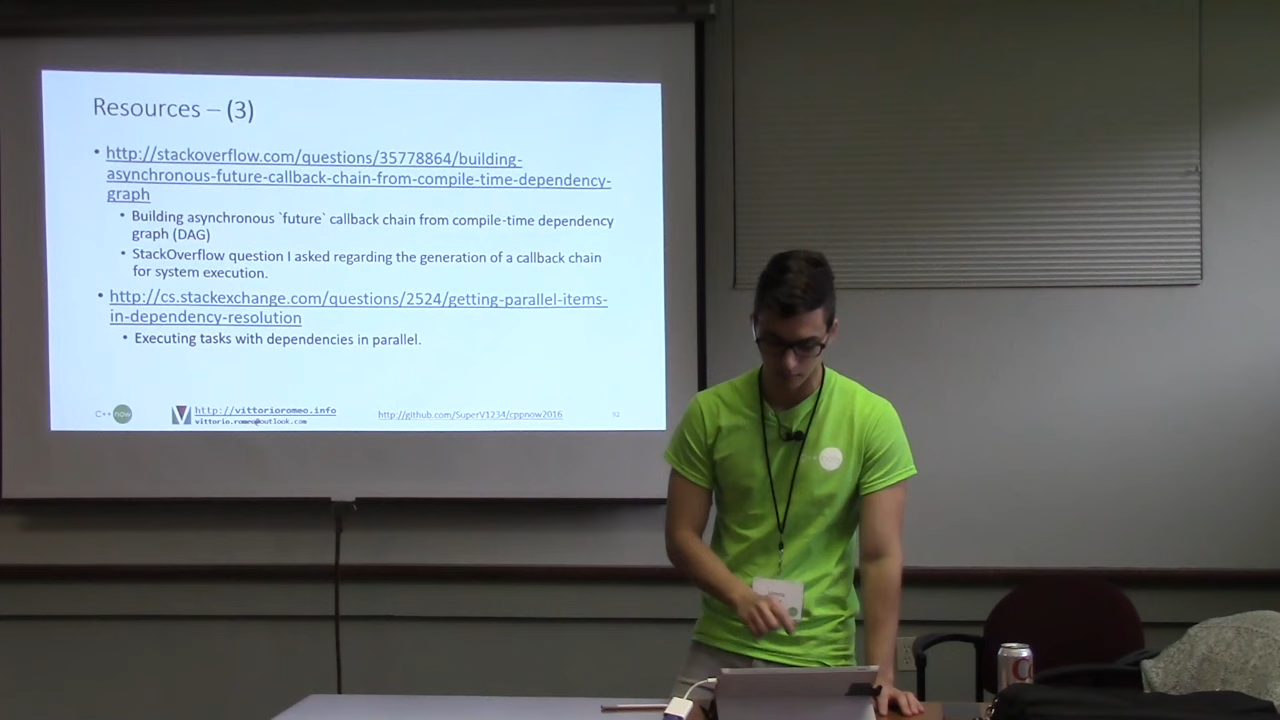 Resources – (3)
• http://stackoverflow.com/questions/35778864/building-
asynchronous-future-callback-chain-from-compile-time-dependency-
graph
• Building asynchronous `future` callback chain from compile-time dependency
graph (DAG)
• StackOverflow question I asked regarding the generation of a callback chain
for system execution.
• http://cs.stackexchange.com/questions/2524/getting-parallel-items-
in-dependency-resolution
• Executing tasks with dependencies in parallel.
C++ now
http://vittorioromeo.info
vittorio.romeo@outlook.com
http://github.com/SuperV1234/cppnow2016
92